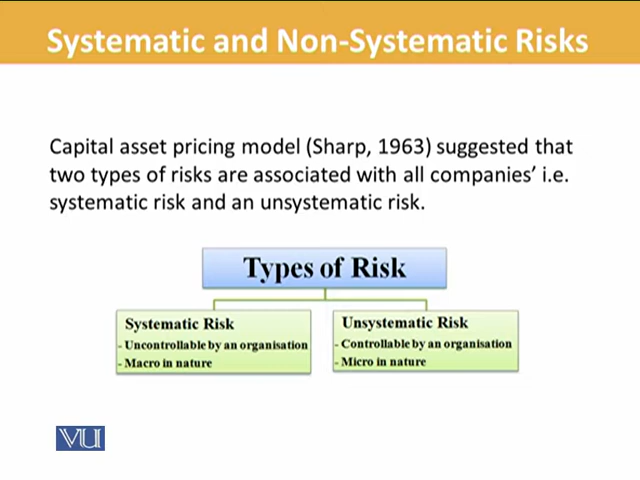 Systematic and Non-Systematic Risks
Capital asset pricing model (Sharp, 1963) suggested that
two types of risks are associated with all companies’ i.e.
systematic risk and an unsystematic risk.
Types of Risk
Systematic Risk
- Uncontrollable by an organisation
- Macro in nature
Unsystematic Risk
- Controllable by an organisation
- Micro in nature
VU